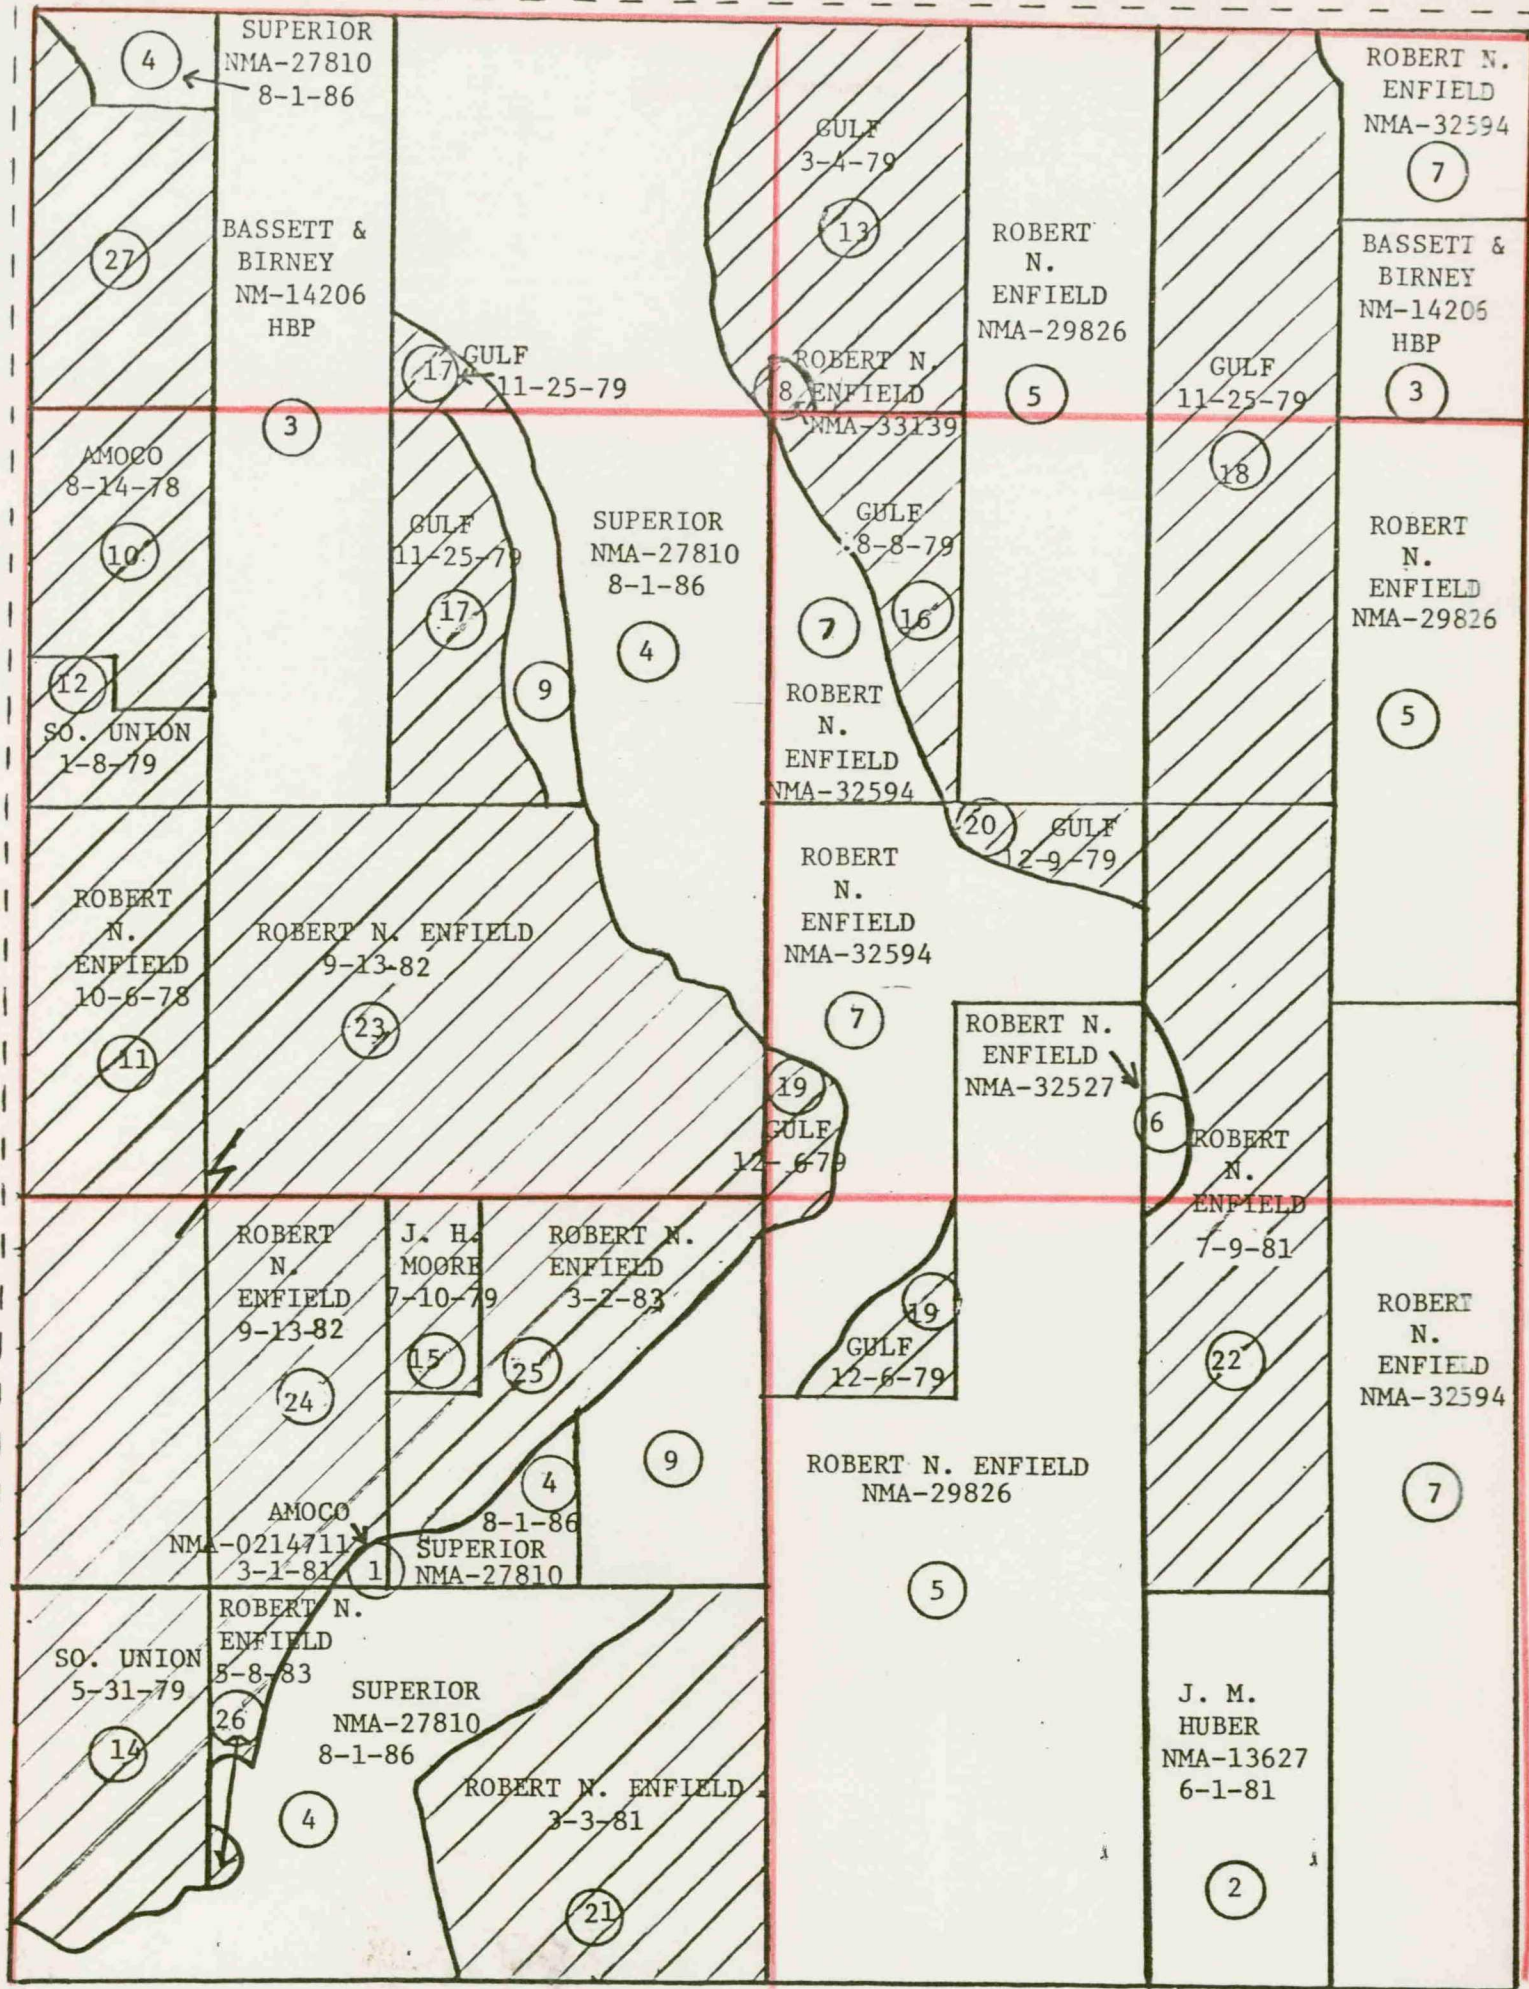 SUPERIOR
NMA-27810
8-1-86
4
27
BASSETT &
BIRNEY
NM-14206
HBP
3
GULF
11-25-79
17
GULF
3-4-79
13
ROBERT N.
ENFIELD
NMA-33139
8
ROBERT
N.
ENFIELD
NMA-29826
5
GULF
11-25-79
18
ROBERT N.
ENFIELD
NMA-32594
7
BASSETT &
BIRNEY
NM-14206
HBP
3
AMOCO
8-14-78
10
12
SO. UNION
1-8-79
GULF
11-25-79
17
9
SUPERIOR
NMA-27810
8-1-86
4
GULF
8-8-79
16
7
ROBERT
N.
ENFIELD
NMA-32594
ROBERT
N.
ENFIELD
NMA-29826
5
20
GULF
12-9-79
ROBERT
N.
ENFIELD
10-6-78
11
ROBERT N. ENFIELD
9-13-82
23
ROBERT
N.
ENFIELD
NMA-32594
7
19
GULF
12-6-79
ROBERT N.
ENFIELD
NMA-32527
6
ROBERT
N.
ENFIELD
7-9-81
22
ROBERT
N.
ENFIELD
9-13-82
24
J. H.
MOORE
7-10-79
15
ROBERT N.
ENFIELD
3-2-83
25
19
GULF
12-6-79
ROBERT
N.
ENFIELD
NMA-32594
7
9
4
8-1-86
SUPERIOR
NMA-27810
AMOCO
NMA-0214711
3-1-81
1
ROBERT N. ENFIELD
NMA-29826
5
SO. UNION
5-31-79
14
ROBERT N.
ENFIELD
5-8-83
26
SUPERIOR
NMA-27810
8-1-86
4
ROBERT N. ENFIELD
3-3-81
21
J. M.
HUBER
NMA-13627
6-1-81
2